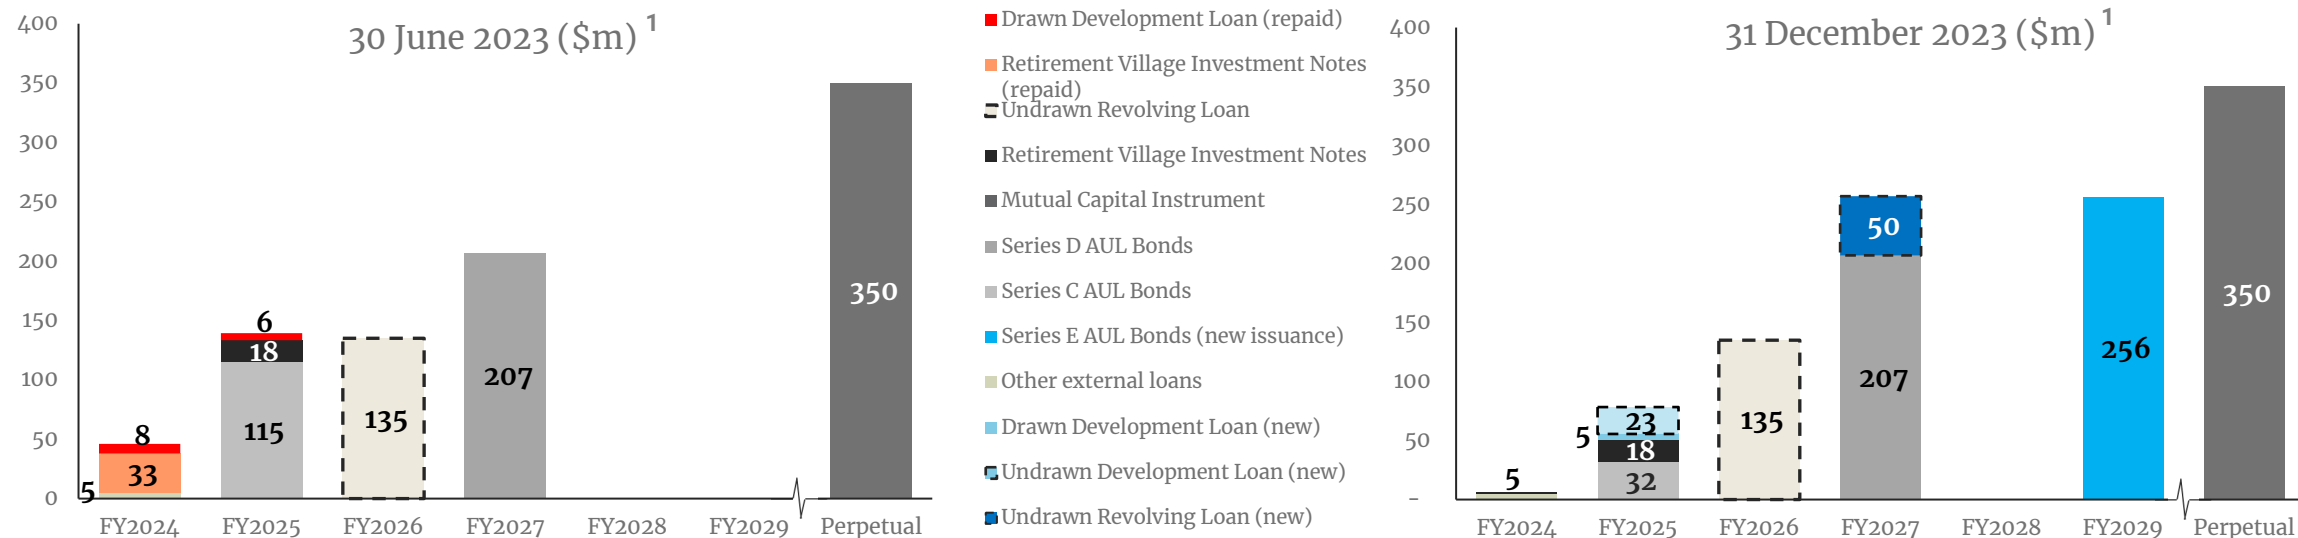 30 June 2023 ($m) 1
400
350
300
250
200
150
100
50
0
8
33
5
6
18
115
135
207
350
FY2024
FY2025
FY2026
FY2027
FY2028
FY2029
Perpetual
Drawn Development Loan (repaid)
Retirement Village Investment Notes
(repaid)
Undrawn Revolving Loan
Retirement Village Investment Notes
Mutual Capital Instrument
Series D AUL Bonds
Series C AUL Bonds
Series E AUL Bonds (new issuance)
Other external loans
Drawn Development Loan (new)
Undrawn Development Loan (new)
Undrawn Revolving Loan (new)
31 December 2023 ($m) 1
400
350
300
250
200
150
100
50
–
5
23
5
18
32
135
50
207
256
350
FY2024
FY2025
FY2026
FY2027
FY2028
FY2029
Perpetual